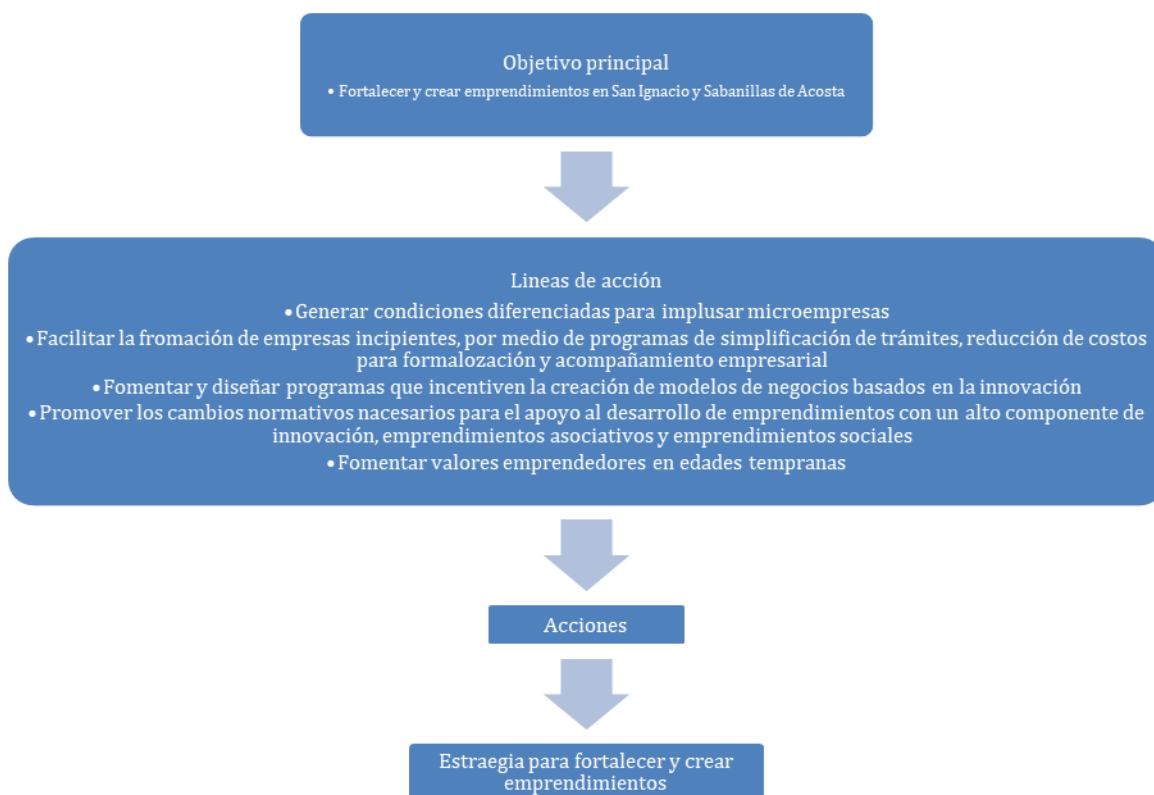 Objetivo principal
• Fortalecer y crear emprendimientos en San Ignacio y Sabanillas de Acosta
Lineas de acción
•Generar condiciones diferenciadas para implusar microempresas
•Facilitar la fromación de empresas incipientes, por medio de programas de simplificación de trámites, reducción de costos
para formalozación y acompañamiento empresarial
•Fomentar y diseñar programas que incentiven la creación de modelos de negocios basados en la innovación
•Promover los cambios normativos nacesarios para el apoyo al desarrollo de emprendimientos con un alto componente de
innovación, emprendimientos asociativos y emprendimientos sociales
•Fomentar valores emprendedores en edades tempranas
Acciones
Estraegia para fortalecer y crear
emprendimientos